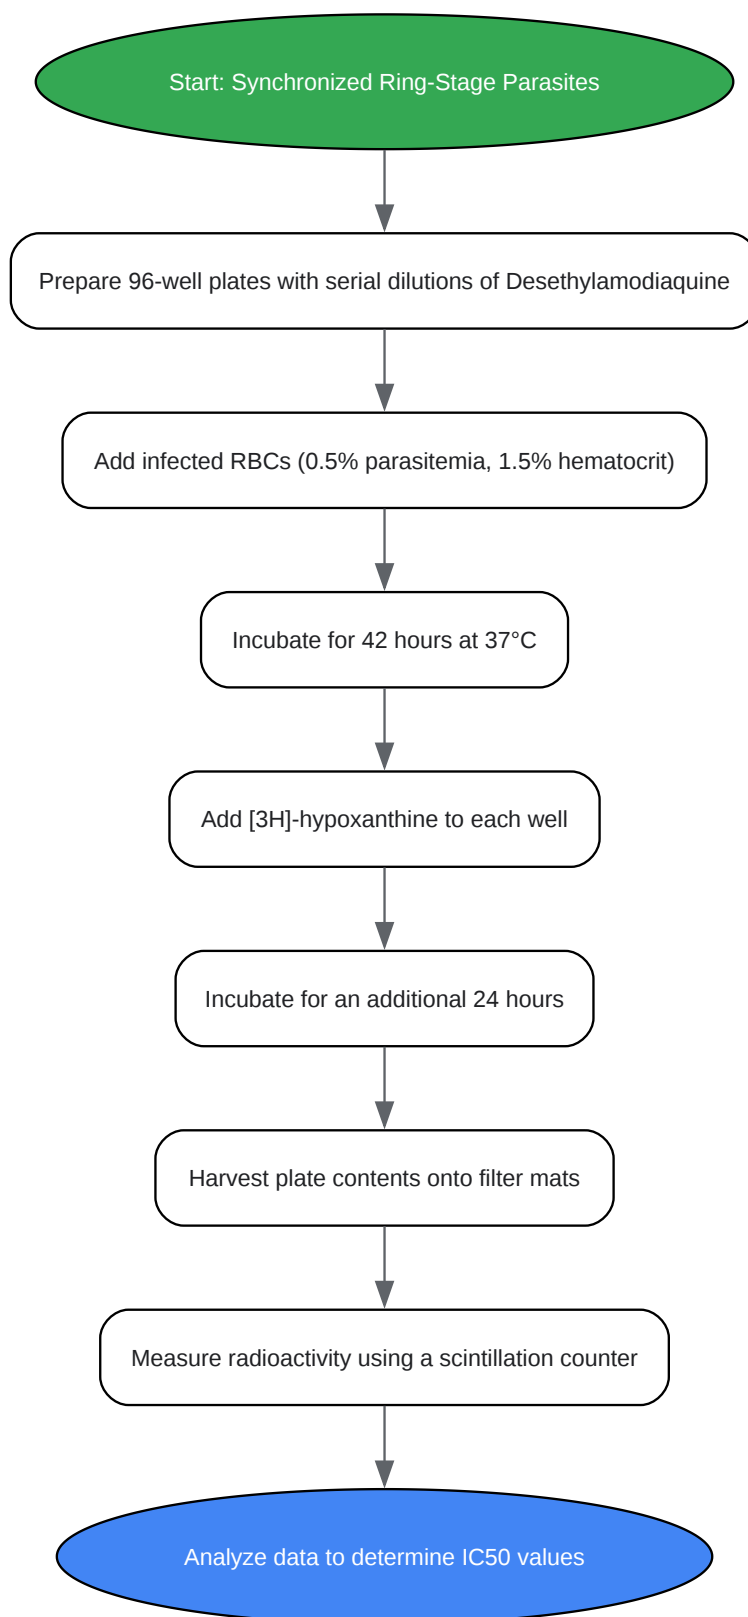 Start: Synchronized Ring-Stage Parasites
Prepare 96-well plates with serial dilutions of Desethylamodiaquine
Add infected RBCs (0.5% parasitemia, 1.5% hematocrit)
Incubate for 42 hours at 37°C
Add [3H]-hypoxanthine to each well
Incubate for an additional 24 hours
Harvest plate contents onto filter mats
Measure radioactivity using a scintillation counter
Analyze data to determine IC50 values